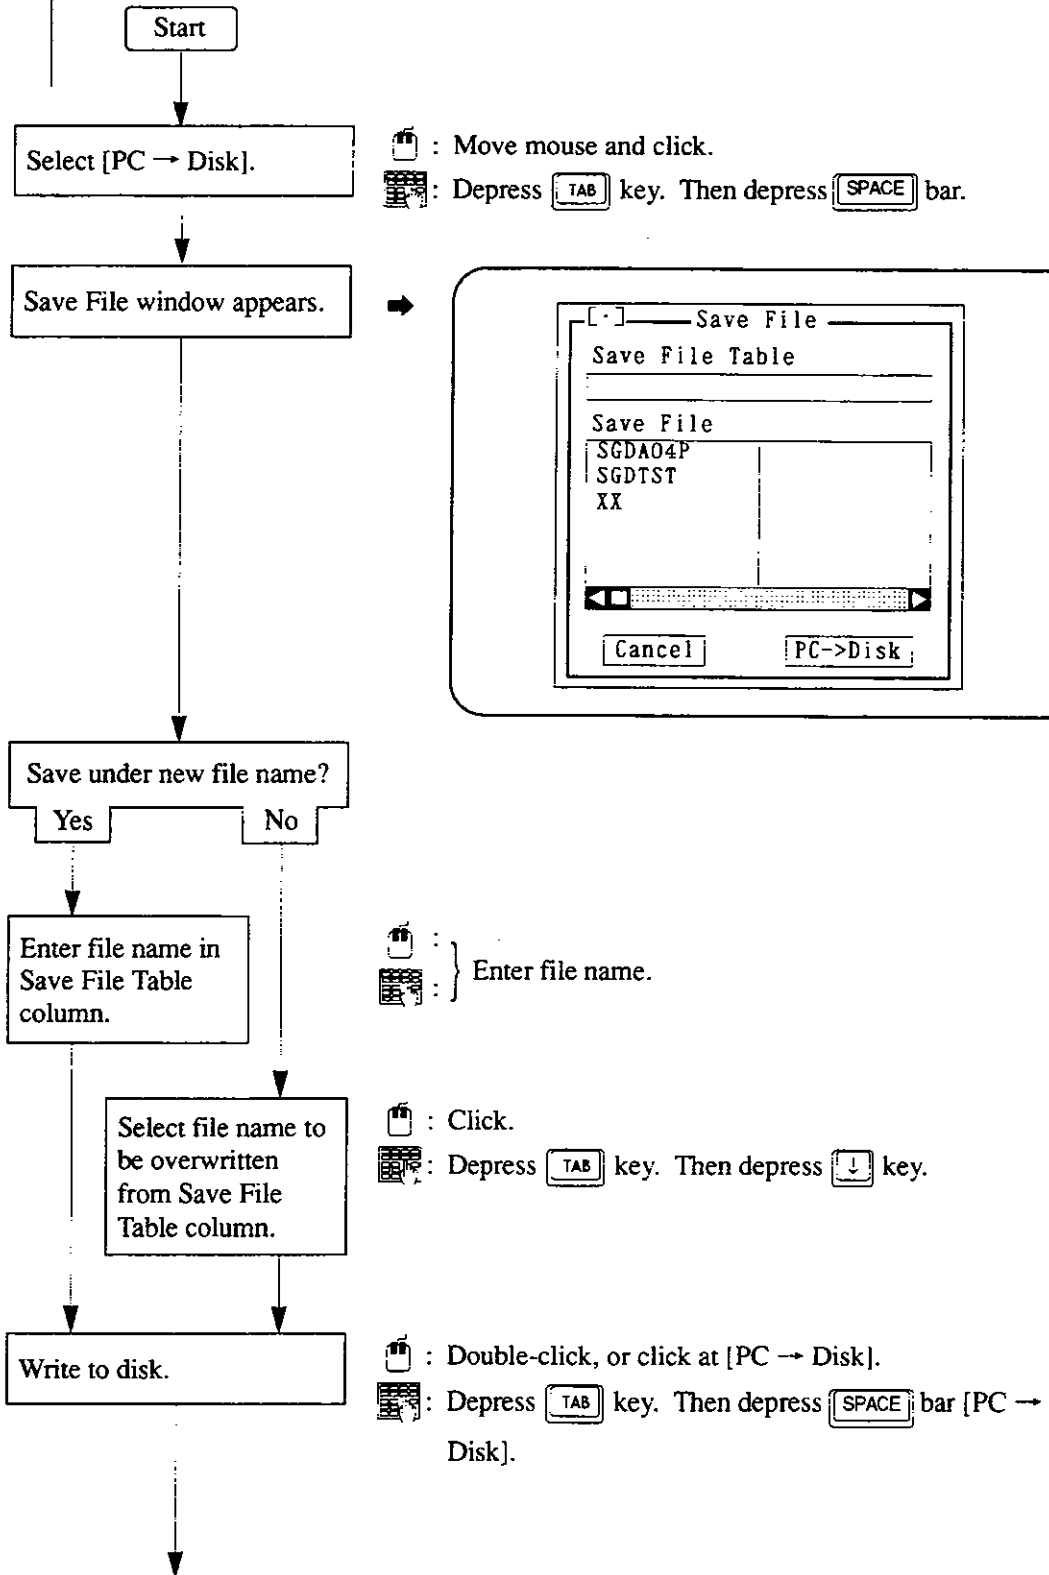 Start
Select [PC → Disk].
: Move mouse and click.
: Depress TAB key. Then depress SPACE bar.
Save File window appears.
[·] Save File
Save File Table
Save File
SGDA04P
SGDTST
XX
Cancel PC->Disk
Save under new file name?
Yes No
Enter file name in
Save File Table
column.
:
: } Enter file name.
Select file name to
be overwritten
from Save File
Table column.
: Click.
: Depress TAB key. Then depress ↓ key.
Write to disk.
: Double-click, or click at [PC → Disk].
: Depress TAB key. Then depress SPACE bar [PC →
Disk].